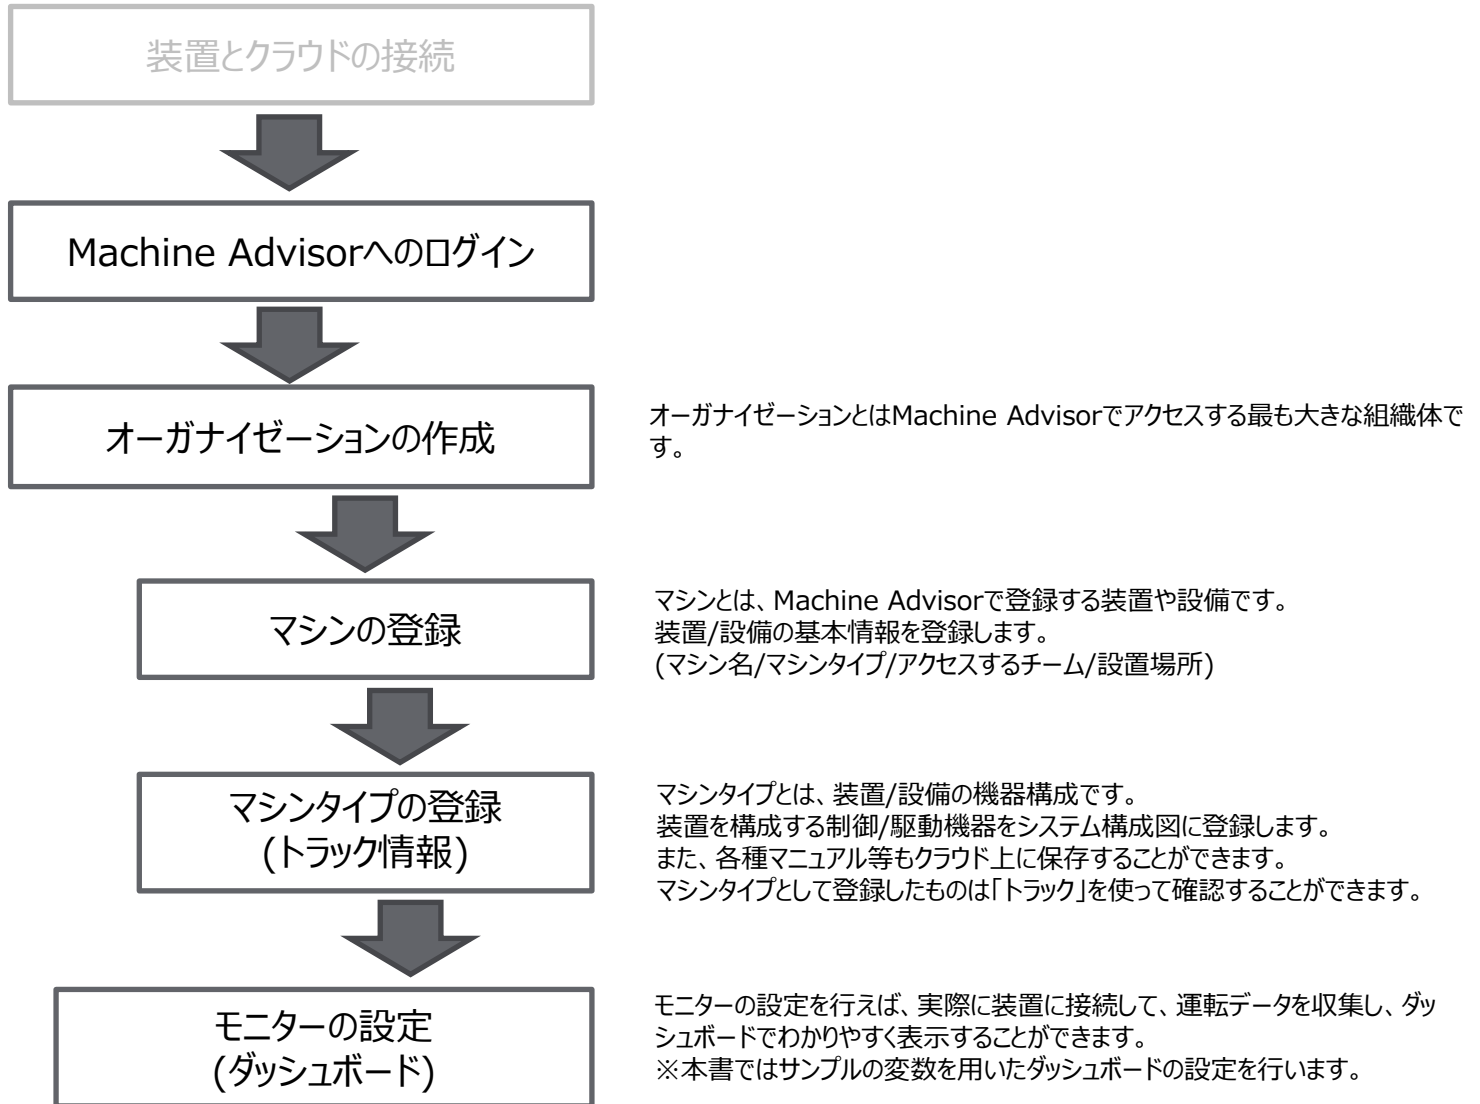 装置とクラウドの接続
Machine Advisorへのログイン
オーガナイゼーションの作成
オーガナイゼーションとはMachine Advisorでアクセスする最も大きな組織体で
す。
マシンの登録
マシンとは、Machine Advisorで登録する装置や設備です。
装置/設備の基本情報を登録します。
(マシン名/マシンタイプ/アクセスするチーム/設置場所)
マシンタイプの登録
(トラック情報)
マシンタイプとは、装置/設備の機器構成です。
装置を構成する制御/駆動機器をシステム構成図に登録します。
また、各種マニュアル等もクラウド上に保存することができます。
マシンタイプとして登録したものは「トラック」を使って確認することができます。
モニターの設定
(ダッシュボード)
モニターの設定を行えば、実際に装置に接続して、運転データを収集し、ダッ
シュボードでわかりやすく表示することができます。
※本書ではサンプルの変数を用いたダッシュボードの設定を行います。